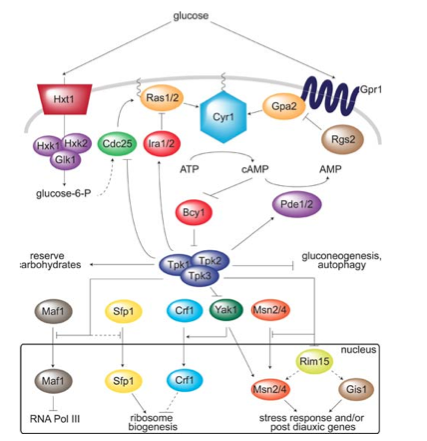 glucose
Hxt1
Ras1/2
Cyr1
Gpa2
Gpr1
Rgs2
Hxk1
Hxk2
Glk1
Cdc25
Ira1/2
glucose-6-P
ATP
cAMP
AMP
Bcy1
Pde1/2
Tpk1
Tpk2
Tpk3
reserve
arbohydrates
gluconeogenesis,
autophagy
Maf1
Sfp1
Crf1
Yak1
Msn2/4
nucleus
Rim15
Maf1
Sfp1
Crf1
Msn2/4
Gis1
RNA Pol III
ribosome
biogenesis
stress response and/or
post diauxic genes